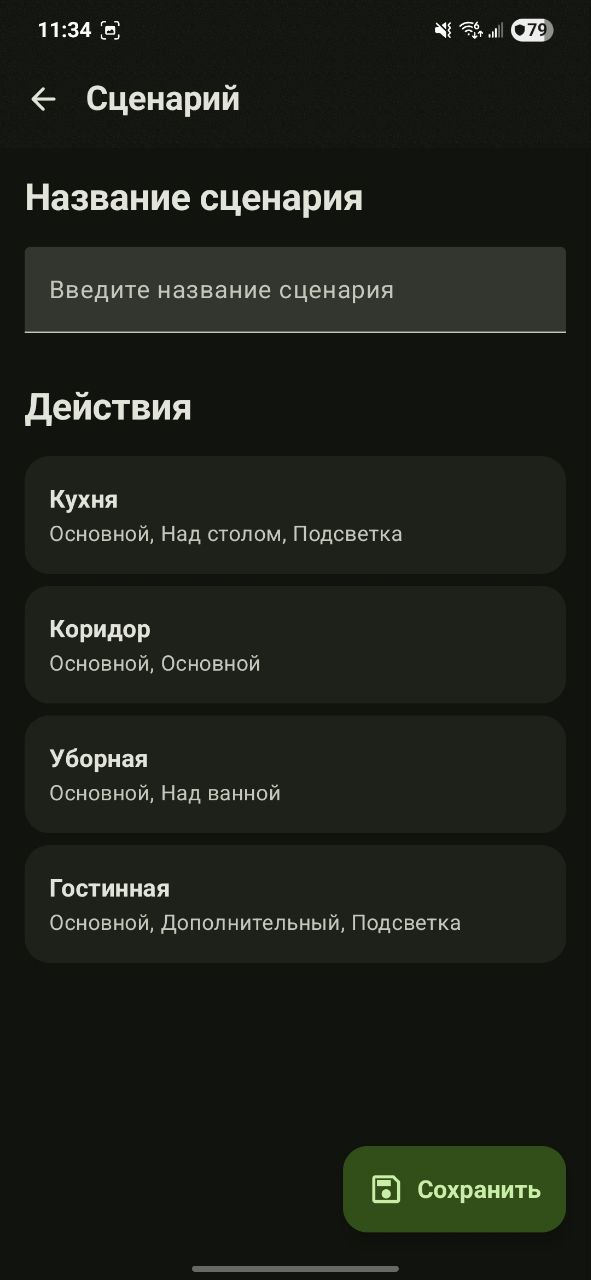 11:34 79
Сценарий
Название сценария
Введите название сценария
Действия
Кухня
Основной, Над столом, Подсветка
Коридор
Основной, Основной
Уборная
Основной, Над ванной
Гостинная
Основной, Дополнительный, Подсветка
Сохранить